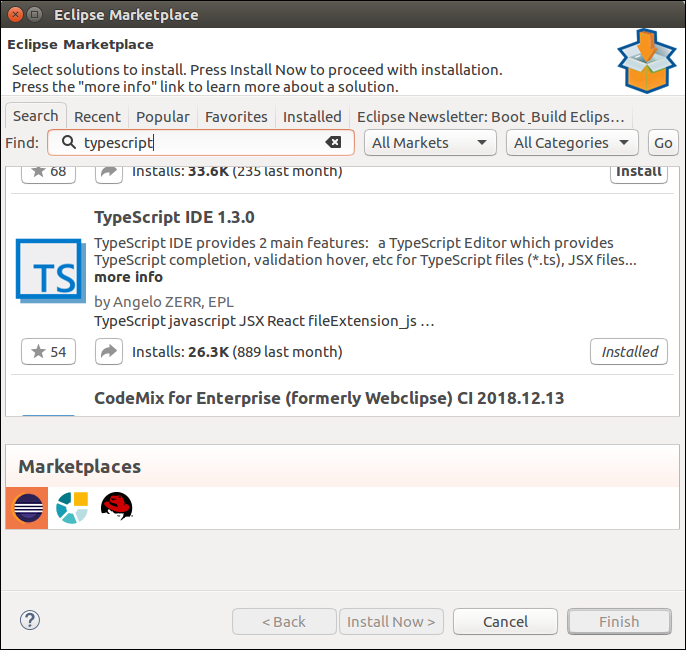 Eclipse Marketplace
Eclipse Marketplace
Select solutions to install. Press Install Now to proceed with installation.
Press the "more info" link to learn more about a solution.
Search Recent Popular Favorites Installed Eclipse Newsletter: Boot_Build Eclips...
Find: typescript All Markets All Categories Go
68 Installs: 33.6K (235 last month) Install
TypeScript IDE 1.3.0
TypeScript IDE provides 2 main features: a TypeScript Editor which provides
TypeScript completion, validation hover, etc for TypeScript files (*.ts), JSX files...
more info
TS
by Angelo ZERR, EPL
TypeScript javascript JSX React fileExtension_js ...
54 Installs: 26.3K (889 last month) Installed
CodeMix for Enterprise (formerly Webclipse) CI 2018.12.13
Marketplaces
? < Back Install Now > Cancel Finish